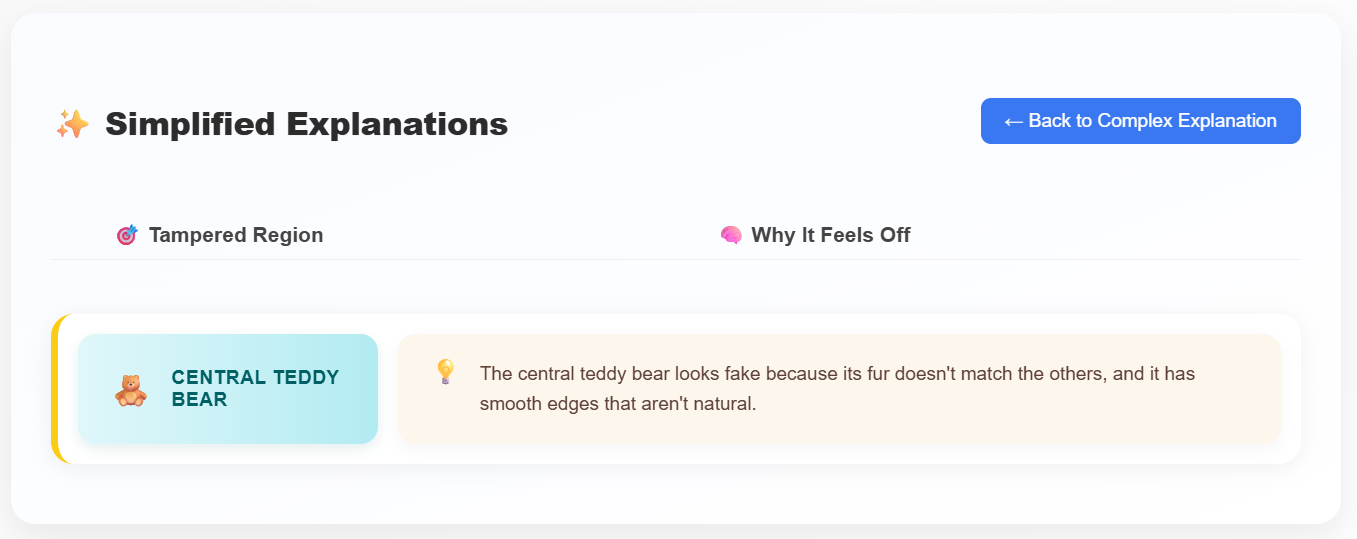 Simplified Explanations
← Back to Complex Explanation
Tampered Region
Why It Feels Off
CENTRAL TEDDY
BEAR
The central teddy bear looks fake because its fur doesn't match the others, and it has
smooth edges that aren't natural.